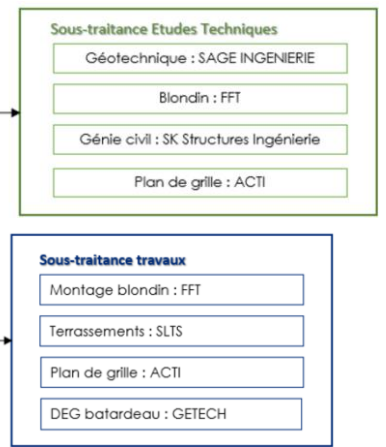 Sous-traitance Etudes Techniques
Géotechnique : SAGE INGENIERIE
Blondin : FFT
Génie civil : SK Structures Ingénierie
Plan de grille : ACTI
Sous-traitance travaux
Montage blondin : FFT
Terrassements : SLTS
Plan de grille : ACTI
DEG batardeau : GETECH